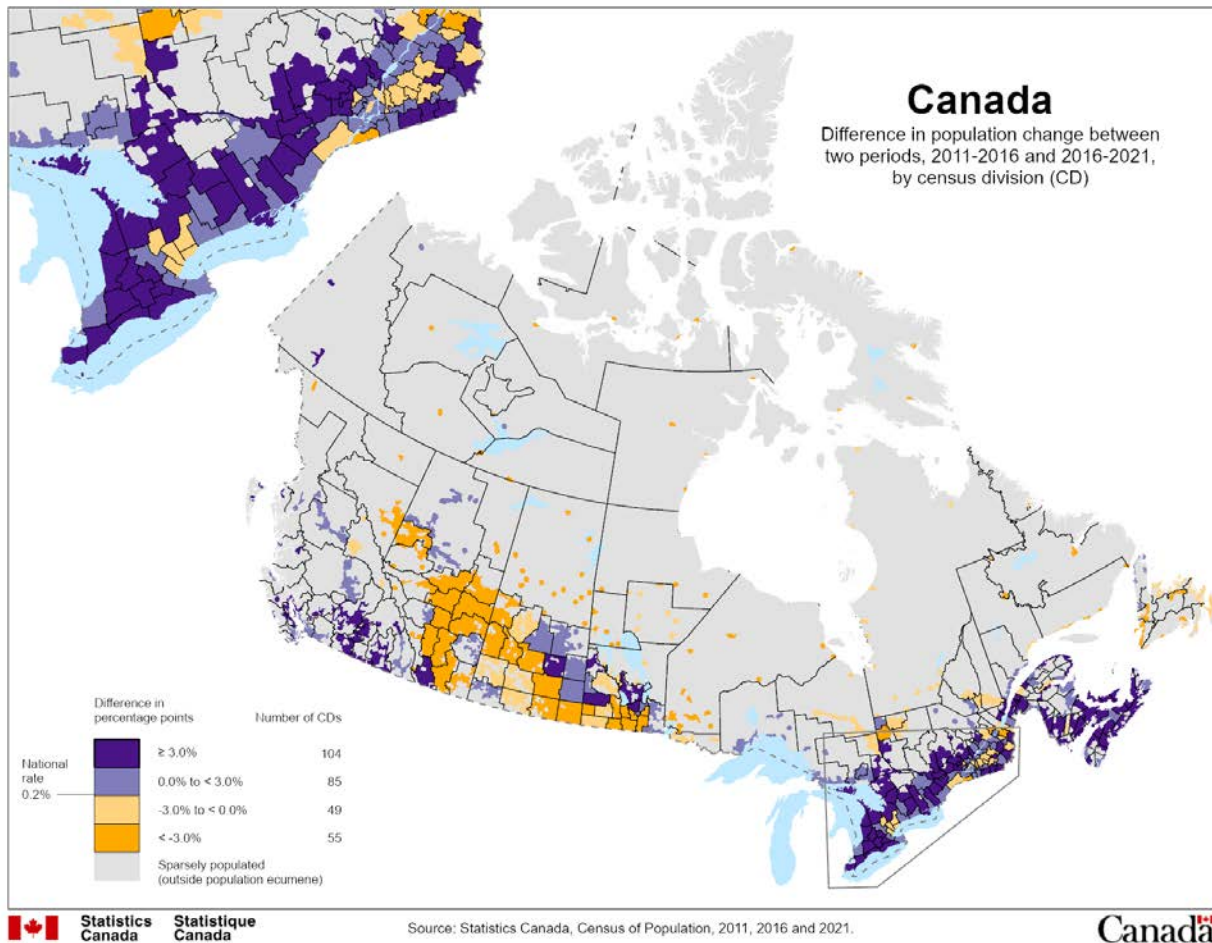 Canada
Difference in population change between
two periods, 2011-2016 and 2016-2021,
by census division (CD)
Difference in
percentage points
Number of CDs
≥ 3.0%
104
National
rate
0.2%
0.0% to < 3.0%
85
-3.0% to < 0.0%
49
< -3.0%
55
Sparsely populated
(outside population ecumene)
Statistics
Canada
Statistique
Canada
Source: Statistics Canada, Census of Population, 2011, 2016 and 2021.
Canada